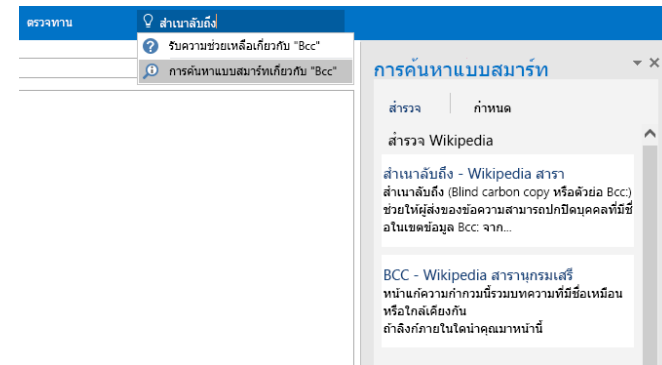 ตรวจทาน
สำเนาลับถึง
รับความช่วยเหลือเกี่ยวกับ "Bcc"
การค้นหาแบบสมาร์ทเกี่ยวกับ "Bcc"
การค้นหาแบบสมาร์ท
สำรวจ กำหนด
สำรวจ Wikipedia
สำเนาลับถึง - Wikipedia สารา
สำเนาลับถึง (Blind carbon copy หรือตัวย่อ Bcc:)
ช่วยให้ผู้ส่งของข้อความสามารถปกปิดบุคคลที่มีชื่
อในเขตข้อมูล Bcc: จาก...
BCC - Wikipedia สารานุกรมเสรี
หน้าแก้ความกำกวมนี้รวมบทความที่มีชื่อเหมือน
หรือใกล้เคียงกัน
ถ้าลิงก์ภายในใดนำคุณมาหน้านี้